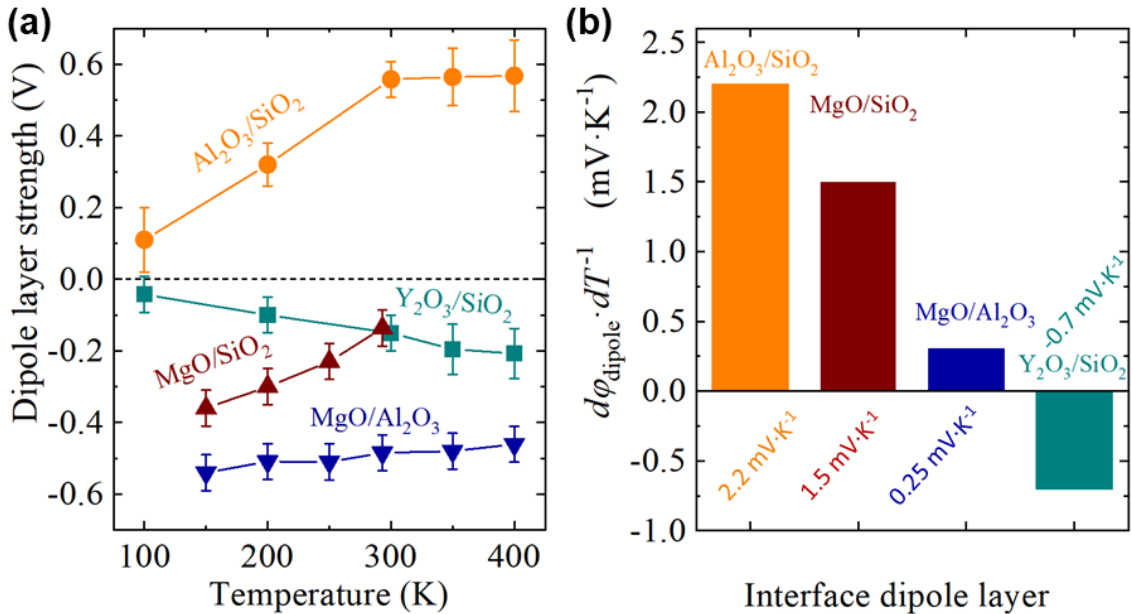 (a)
Dipole layer strength (V)
0.6
0.4
0.2
0.0
-0.2
-0.4
-0.6
Al₂O₃/SiO₂
Y₂O₃/SiO₂
MgO/SiO₂
MgO/Al₂O₃
100
200
300
400
Temperature (K)
(b)
dφdipole·dT⁻¹ (mV·K⁻¹)
2.5
2.0
1.5
1.0
0.5
0.0
-0.5
-1.0
Al₂O₃/SiO₂
MgO/SiO₂
MgO/Al₂O₃
-0.7 mV·K⁻¹
Y₂O₃/SiO₂
2.2 mV·K⁻¹
1.5 mV·K⁻¹
0.25 mV·K⁻¹
Interface dipole layer